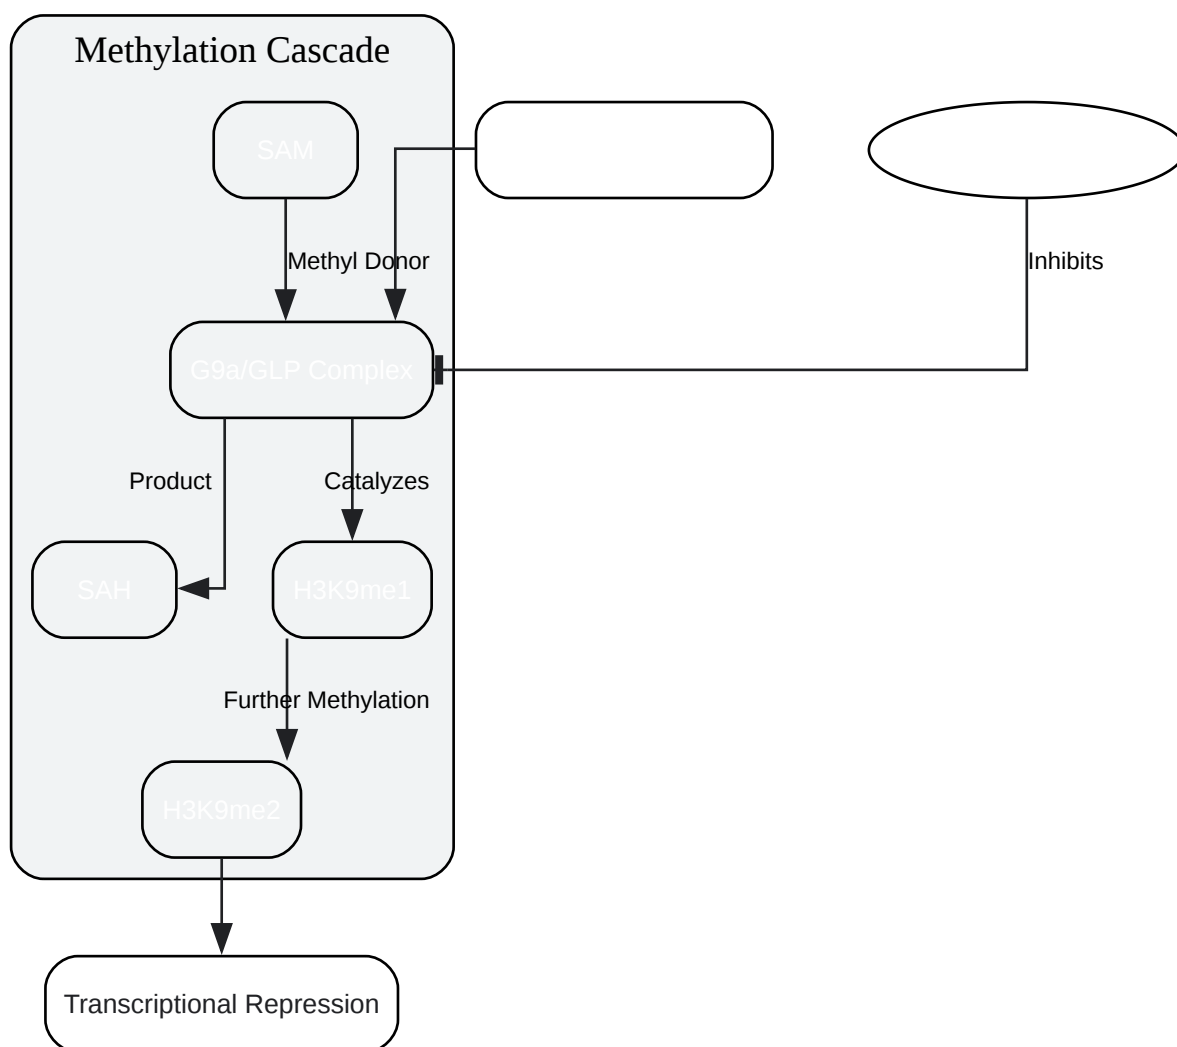 Methylation Cascade
SAM
Methyl Donor
Inhibits
G9a/GLP Complex
Product
Catalyzes
SAH
H3K9me1
Further Methylation
H3K9me2
Transcriptional Repression